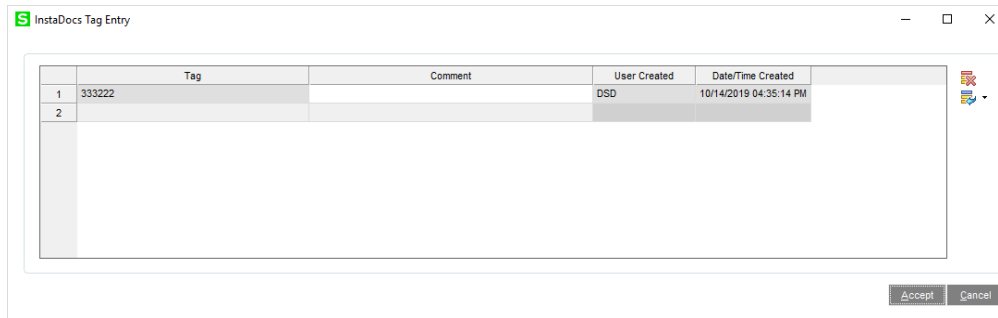 S InstaDocs Tag Entry
Tag Comment User Created Date/Time Created
1 333222 DSD 10/14/2019 04:35:14 PM
2
Accept Cancel